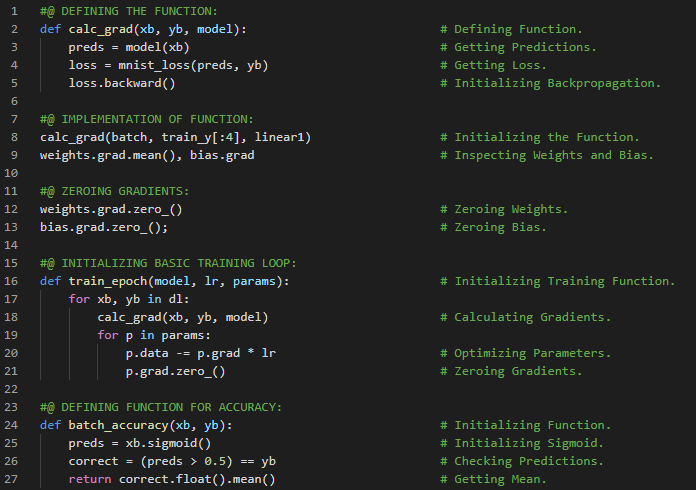 1 #@ DEFINING THE FUNCTION:
2 def calc_grad(xb, yb, model): # Defining Function.
3 preds = model(xb) # Getting Predictions.
4 loss = mnist_loss(preds, yb) # Getting Loss.
5 loss.backward() # Initializing Backpropagation.
6
7 #@ IMPLEMENTATION OF FUNCTION:
8 calc_grad(batch, train_y[:4], linear1) # Initializing the Function.
9 weights.grad.mean(), bias.grad # Inspecting Weights and Bias.
10
11 #@ ZEROING GRADIENTS:
12 weights.grad.zero_() # Zeroing Weights.
13 bias.grad.zero_(); # Zeroing Bias.
14
15 #@ INITIALIZING BASIC TRAINING LOOP:
16 def train_epoch(model, lr, params): # Initializing Training Function.
17 for xb, yb in dl:
18 calc_grad(xb, yb, model) # Calculating Gradients.
19 for p in params:
20 p.data -= p.grad * lr # Optimizing Parameters.
21 p.grad.zero_() # Zeroing Gradients.
22
23 #@ DEFINING FUNCTION FOR ACCURACY:
24 def batch_accuracy(xb, yb): # Initializing Function.
25 preds = xb.sigmoid() # Initializing Sigmoid.
26 correct = (preds > 0.5) == yb # Checking Predictions.
27 return correct.float().mean() # Getting Mean.